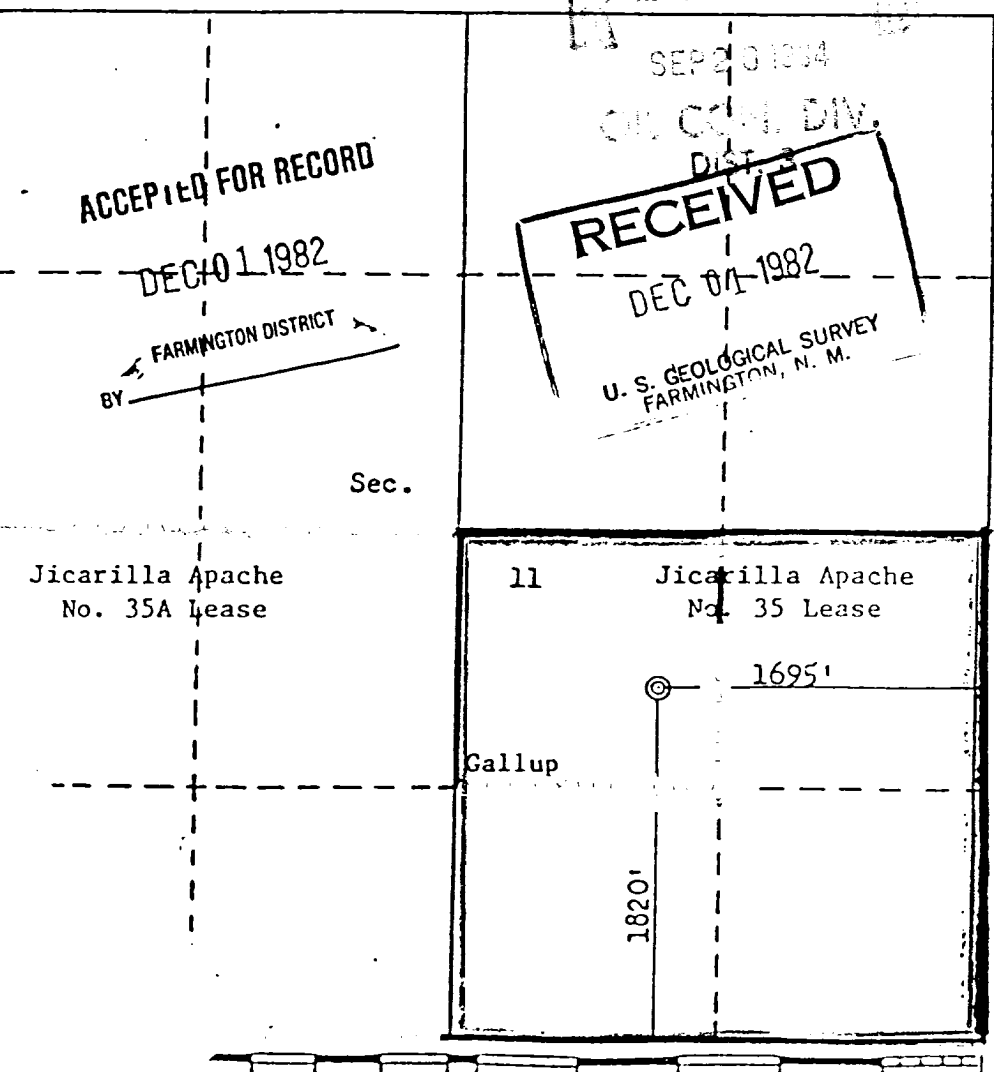 SEP 20 1984
OIL CON. DIV.
DIST. 3
ACCEPTED FOR RECORD
DEC 01 1982
FARMINGTON DISTRICT
BY
RECEIVED
DEC 01 1982
U. S. GEOLOGICAL SURVEY
FARMINGTON, N. M.
Sec.
11
Jicarilla Apache
No. 35A Lease
Jicarilla Apache
No. 35 Lease
1695'
Gallup
1820'